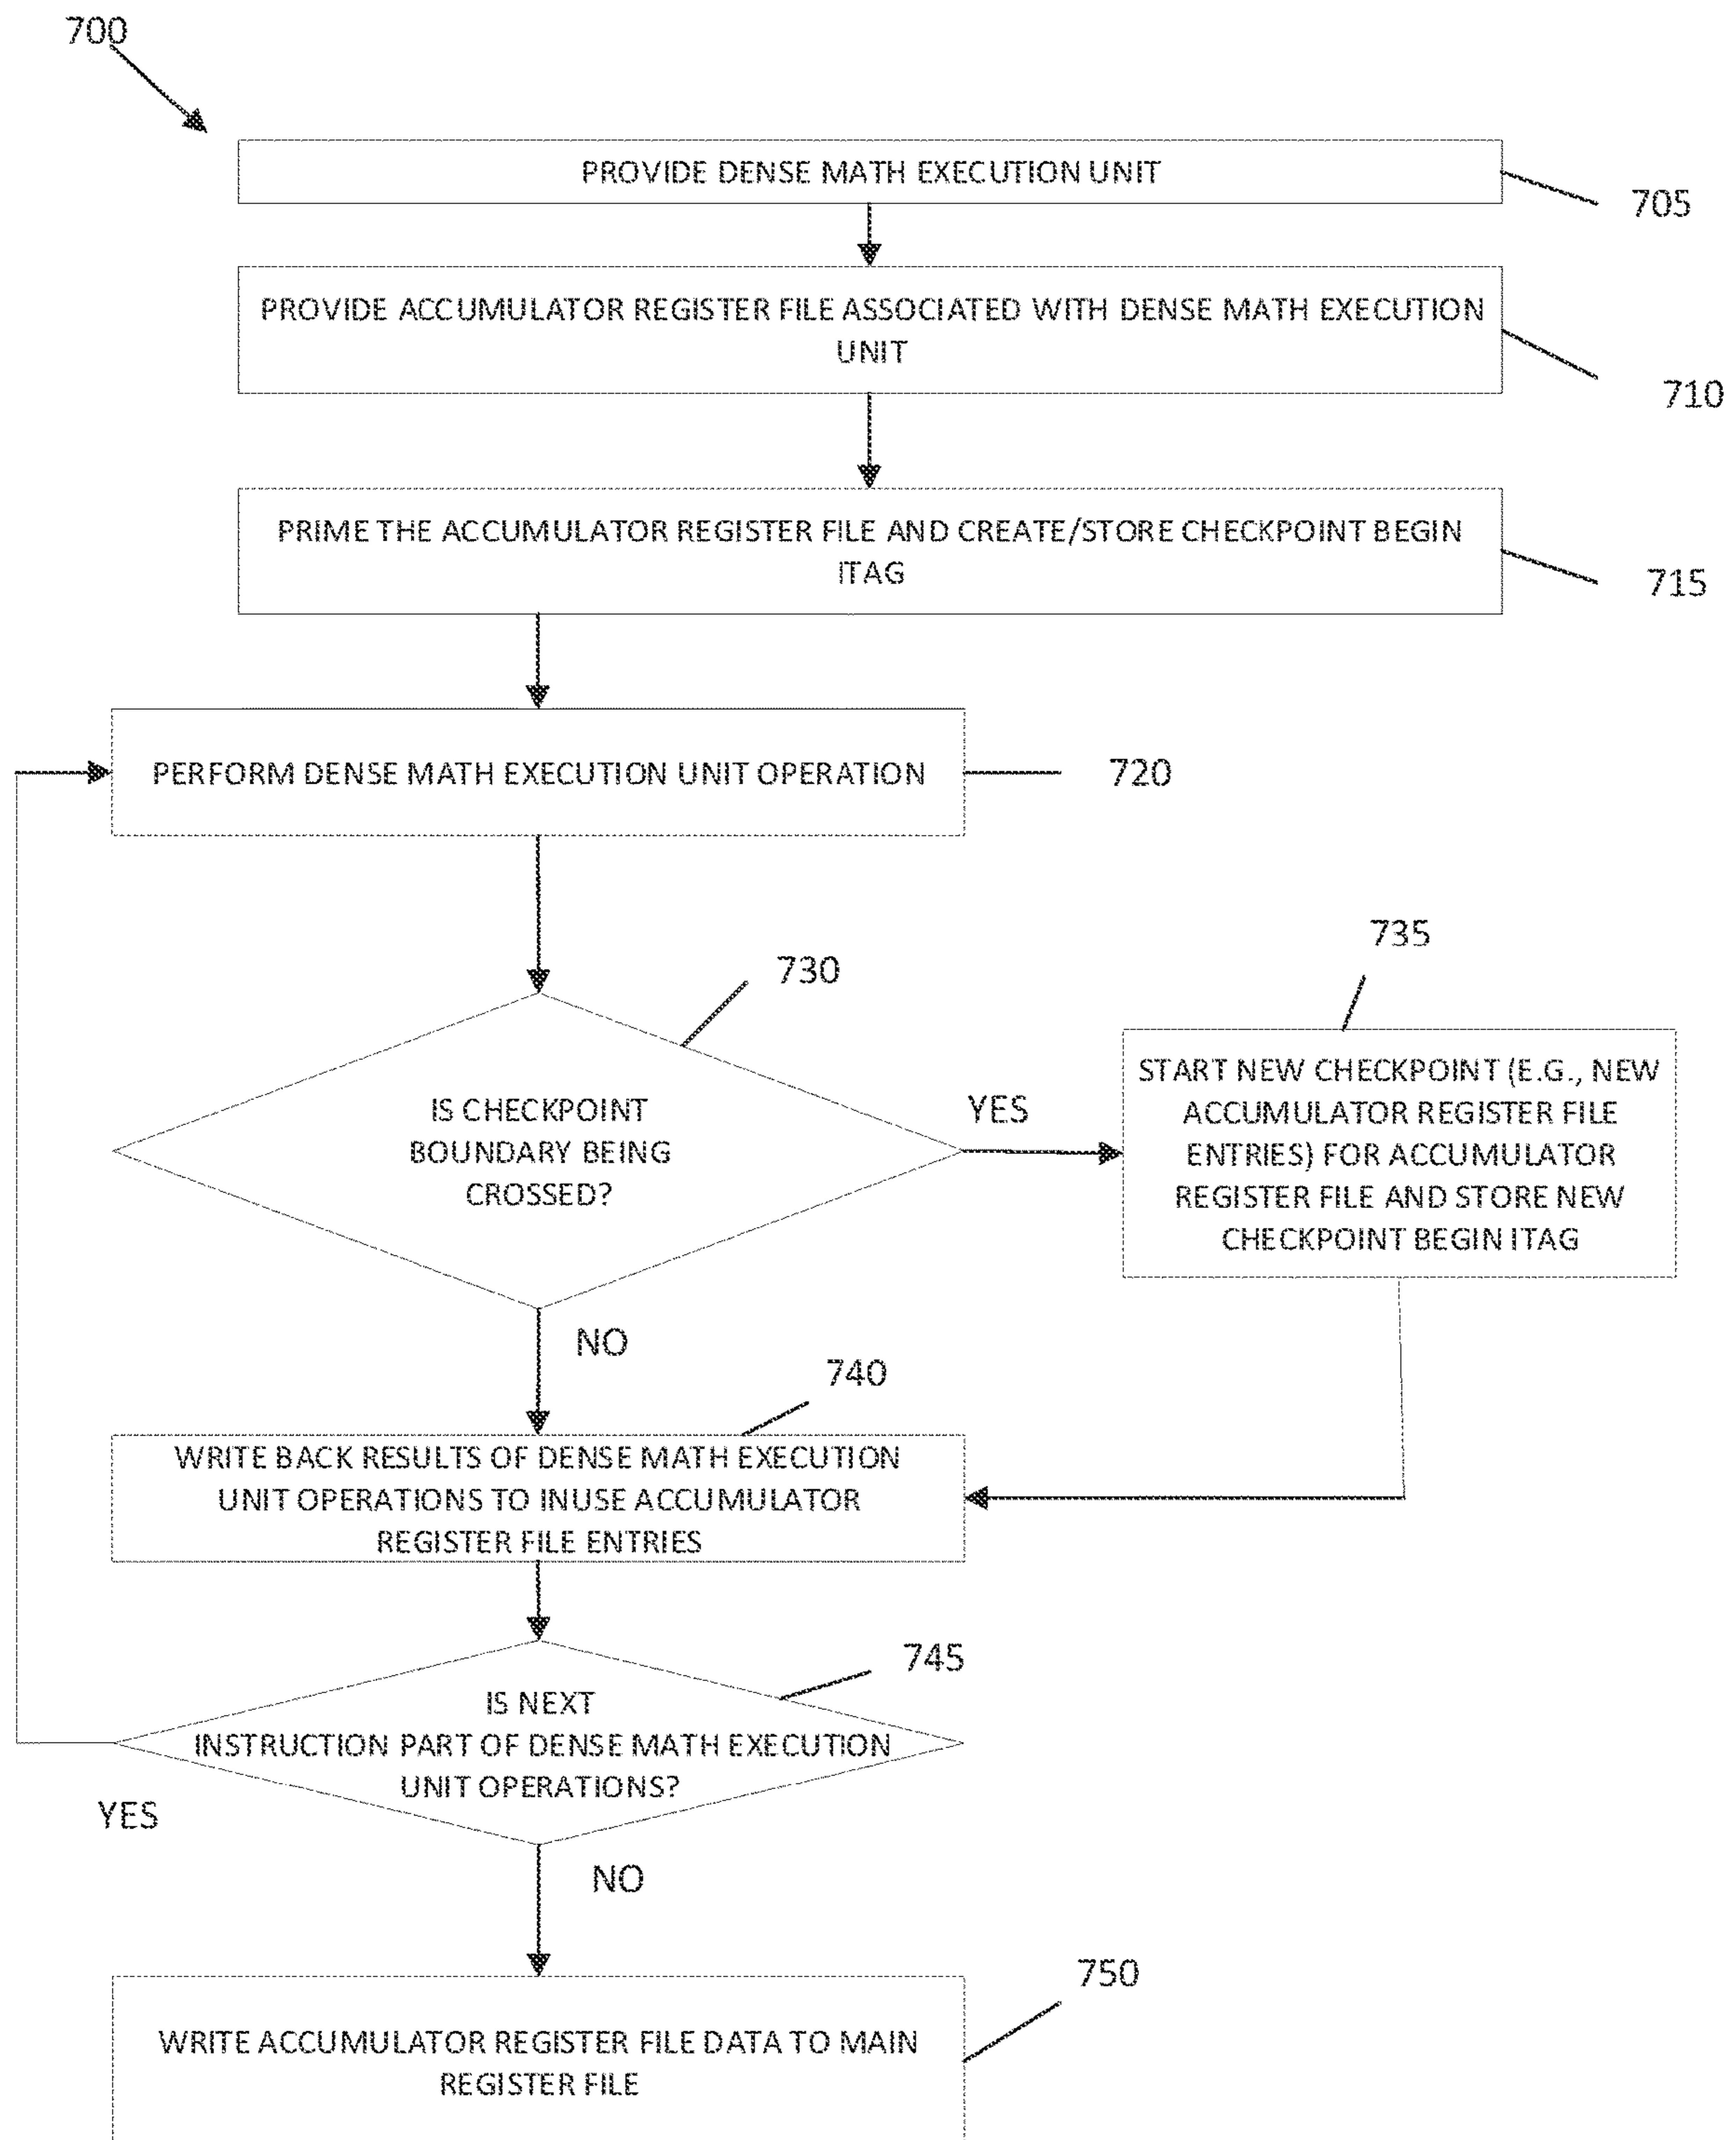 700
PROVIDE DENSE MATH EXECUTION UNIT
705
PROVIDE ACCUMULATOR REGISTER FILE ASSOCIATED WITH DENSE MATH EXECUTION
UNIT
710
PRIME THE ACCUMULATOR REGISTER FILE AND CREATE/STORE CHECKPOINT BEGIN
ITAG
715
PERFORM DENSE MATH EXECUTION UNIT OPERATION
720
730
IS CHECKPOINT
BOUNDARY BEING
CROSSED?
YES
735
START NEW CHECKPOINT (E.G., NEW
ACCUMULATOR REGISTER FILE
ENTRIES) FOR ACCUMULATOR
REGISTER FILE AND STORE NEW
CHECKPOINT BEGIN ITAG
NO
740
WRITE BACK RESULTS OF DENSE MATH EXECUTION
UNIT OPERATIONS TO INUSE ACCUMULATOR
REGISTER FILE ENTRIES
745
IS NEXT
INSTRUCTION PART OF DENSE MATH EXECUTION
UNIT OPERATIONS?
YES
NO
750
WRITE ACCUMULATOR REGISTER FILE DATA TO MAIN
REGISTER FILE